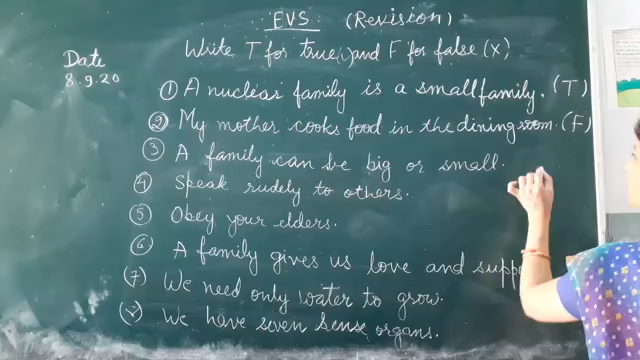 EVS (Revision)
Date
8.9.20
Write T for true(✓) and F for false (X)
① A nuclear family is a small family. (T)
② My mother cooks food in the dining room. (F)
③ A family can be big or small.
④ Speak rudely to others.
⑤ Obey your elders.
⑥ A family gives us love and supp
⑦ We need only water to grow.
⑧ We have seven sense organs.